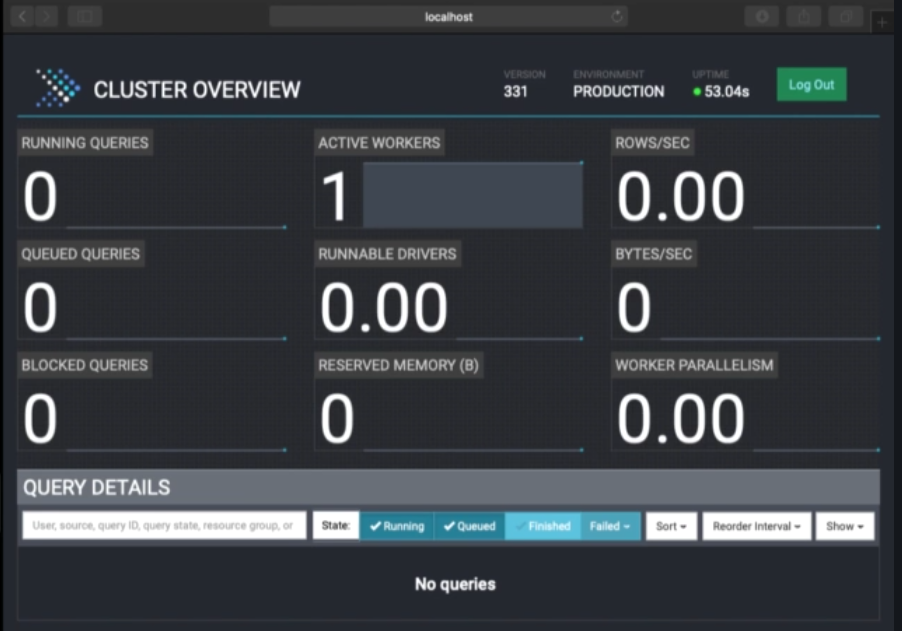 localhost
CLUSTER OVERVIEW
VERSION
331
ENVIRONMENT
PRODUCTION
UPTIME
53.04s
Log Out
RUNNING QUERIES
0
ACTIVE WORKERS
1
ROWS/SEC
0.00
QUEUED QUERIES
0
RUNNABLE DRIVERS
0.00
BYTES/SEC
0
BLOCKED QUERIES
0
RESERVED MEMORY (B)
0
WORKER PARALLELISM
0.00
QUERY DETAILS
User, source, query ID, query state, resource group, or
State:
Running
Queued
Finished
Failed
Sort
Reorder Interval
Show
No queries